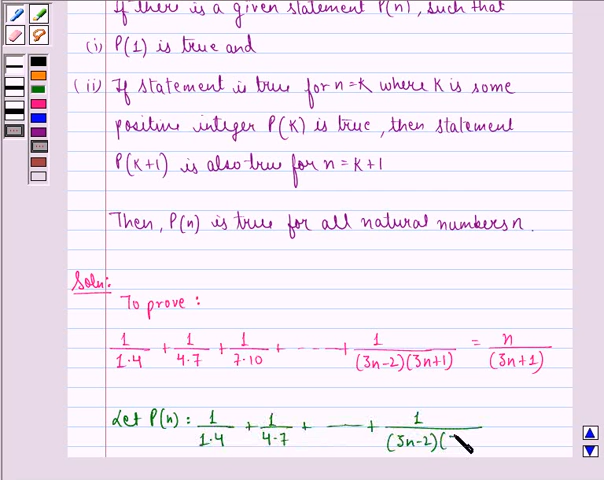 If there is a given statement P(n), such that
(i) P(1) is true and
(ii) If statement is true for n=k where k is some
positive integer P(k) is true, then statement
P(k+1) is also true for n=k+1
Then, P(n) is true for all natural numbers n.
Soln:
To prove:
1/1·4 + 1/4·7 + 1/7·10 + ----- + 1/(3n-2)(3n+1) = n/(3n+1)
Let P(n): 1/1·4 + 1/4·7 + ---- + 1/(3n-2)(